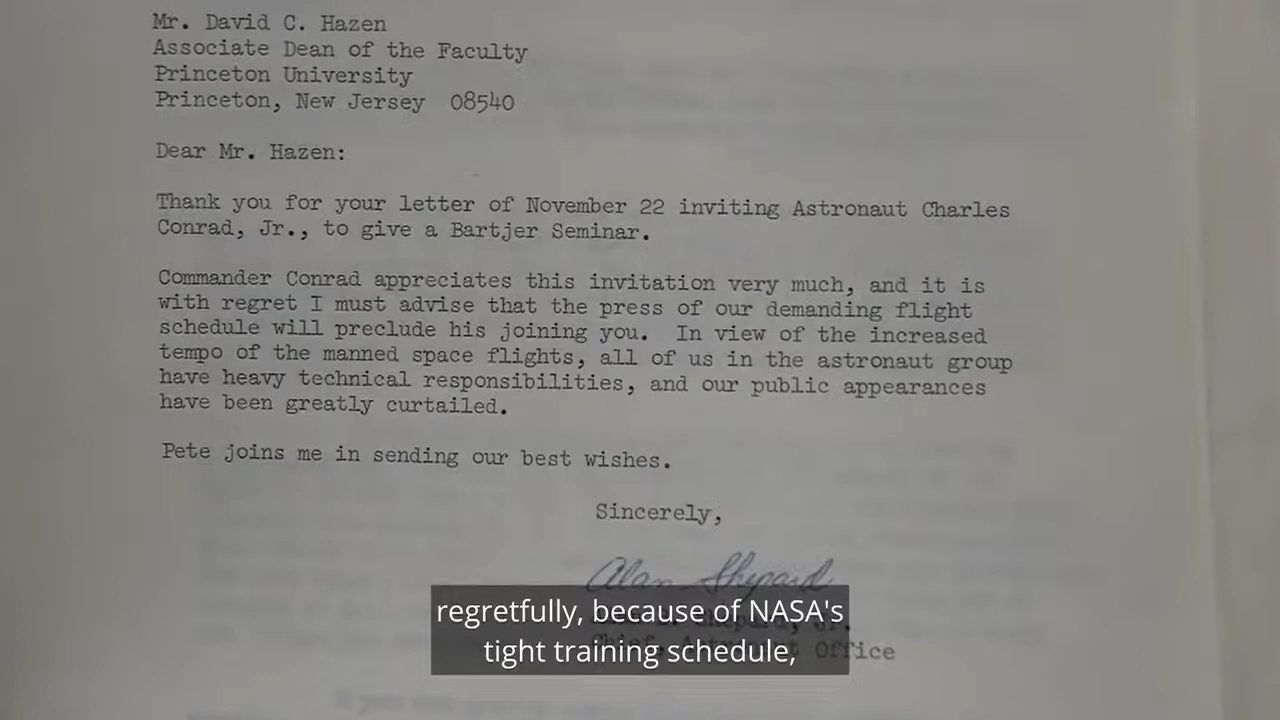 Mr. David C. Hazen
Associate Dean of the Faculty
Princeton University
Princeton, New Jersey 08540
Dear Mr. Hazen:
Thank you for your letter of November 22 inviting Astronaut Charles
Conrad, Jr., to give a Bartjer Seminar.
Commander Conrad appreciates this invitation very much, and it is
with regret I must advise that the press of our demanding flight
schedule will preclude his joining you. In view of the increased
tempo of the manned space flights, all of us in the astronaut group
have heavy technical responsibilities, and our public appearances
have been greatly curtailed.
Pete joins me in sending our best wishes.
Sincerely,
Alan Shepard
Office
regretfully, because of NASA's
tight training schedule,